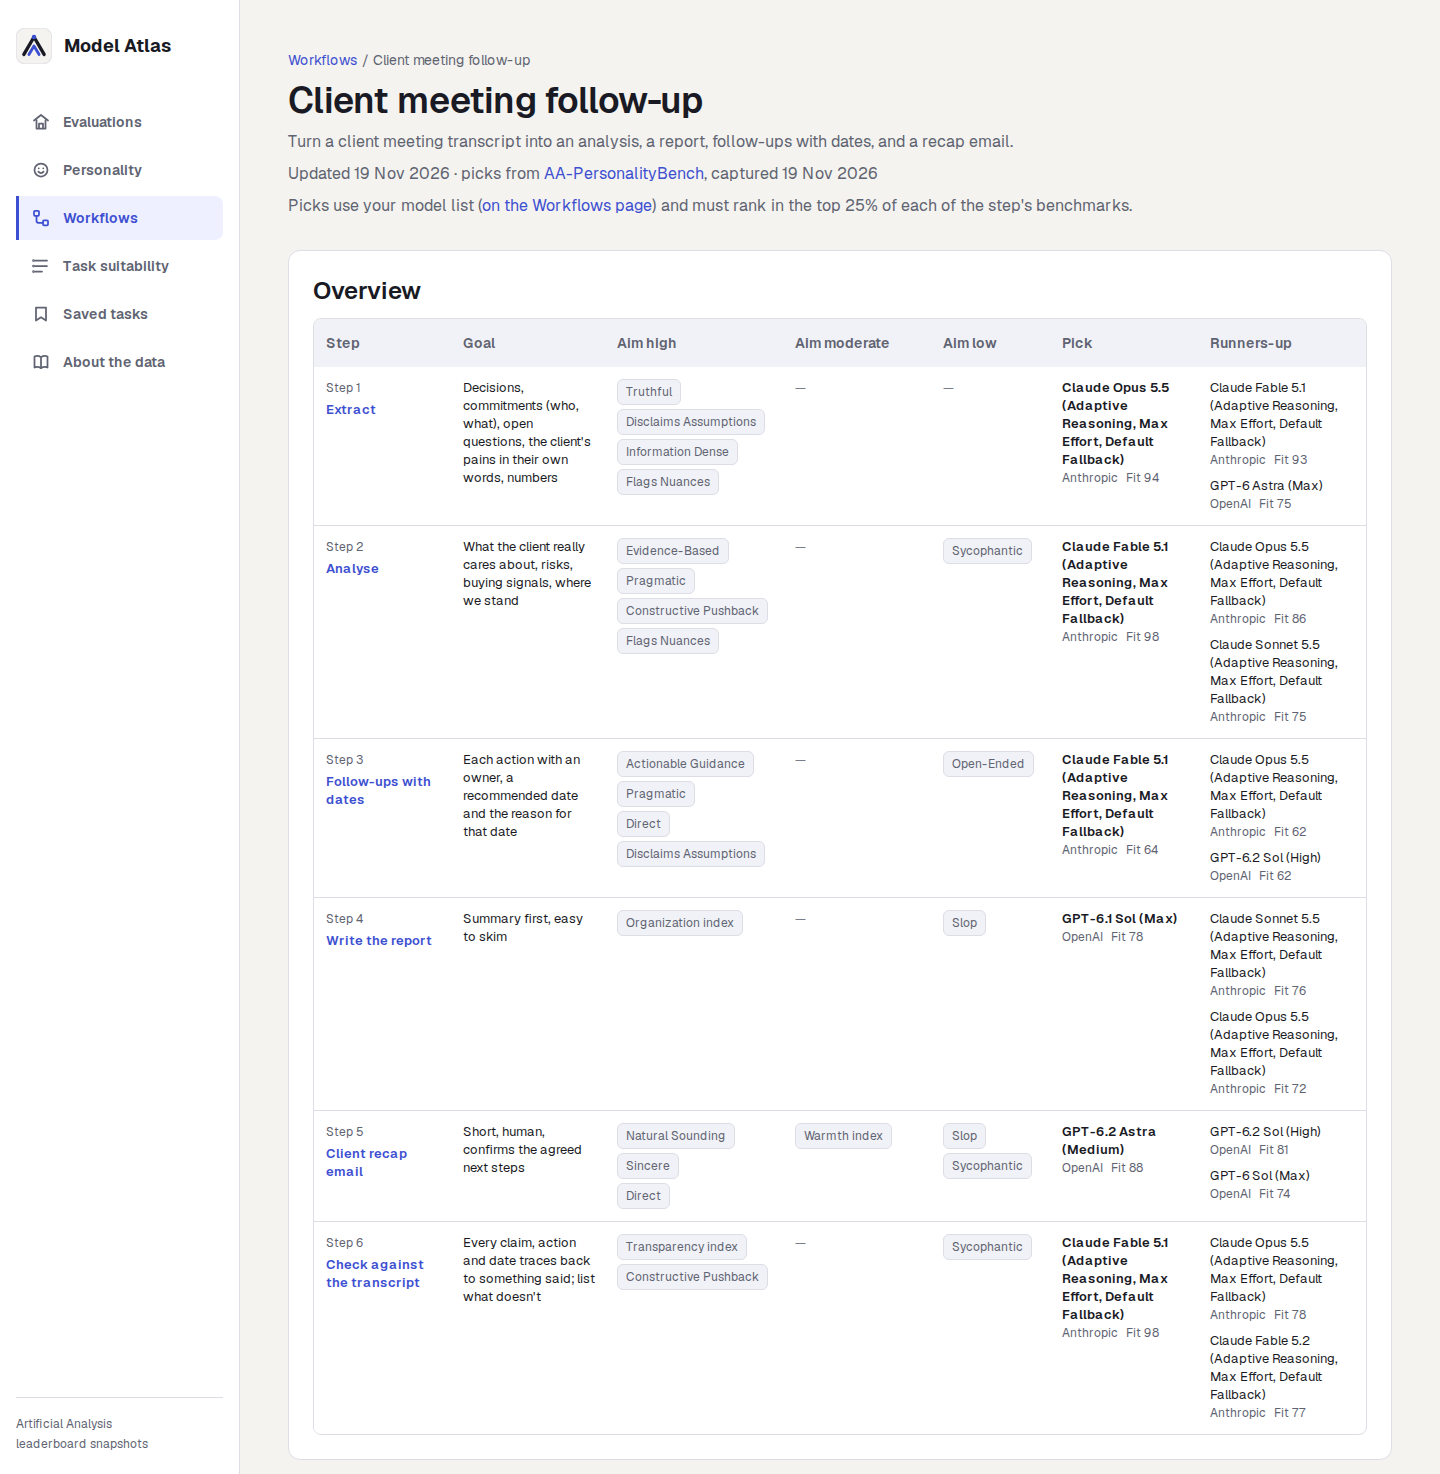 Model Atlas
Evaluations
Personality
Workflows
Task suitability
Saved tasks
About the data
Artificial Analysis
leaderboard snapshots
Workflows / Client meeting follow-up
Client meeting follow-up
Turn a client meeting transcript into an analysis, a report, follow-ups with dates, and a recap email.
Updated 19 Nov 2026 · picks from AA-PersonalityBench, captured 19 Nov 2026
Picks use your model list (on the Workflows page) and must rank in the top 25% of each of the step's benchmarks.
Overview
Step Goal Aim high Aim moderate Aim low Pick Runners-up
Step 1
Extract
Decisions,
commitments (who,
what), open
questions, the client's
pains in their own
words, numbers
Truthful
Disclaims Assumptions
Information Dense
Flags Nuances
—
—
Claude Opus 5.5
(Adaptive
Reasoning, Max
Effort, Default
Fallback)
Anthropic Fit 94
Claude Fable 5.1
(Adaptive Reasoning,
Max Effort, Default
Fallback)
Anthropic Fit 93
GPT-6 Astra (Max)
OpenAI Fit 75
Step 2
Analyse
What the client really
cares about, risks,
buying signals, where
we stand
Evidence-Based
Pragmatic
Constructive Pushback
Flags Nuances
—
Sycophantic
Claude Fable 5.1
(Adaptive
Reasoning, Max
Effort, Default
Fallback)
Anthropic Fit 98
Claude Opus 5.5
(Adaptive Reasoning,
Max Effort, Default
Fallback)
Anthropic Fit 86
Claude Sonnet 5.5
(Adaptive Reasoning,
Max Effort, Default
Fallback)
Anthropic Fit 75
Step 3
Follow-ups with
dates
Each action with an
owner, a
recommended date
and the reason for
that date
Actionable Guidance
Pragmatic
Direct
Disclaims Assumptions
—
Open-Ended
Claude Fable 5.1
(Adaptive
Reasoning, Max
Effort, Default
Fallback)
Anthropic Fit 64
Claude Opus 5.5
(Adaptive Reasoning,
Max Effort, Default
Fallback)
Anthropic Fit 62
GPT-6.2 Sol (High)
OpenAI Fit 62
Step 4
Write the report
Summary first, easy
to skim
Organization index
—
Slop
GPT-6.1 Sol (Max)
OpenAI Fit 78
Claude Sonnet 5.5
(Adaptive Reasoning,
Max Effort, Default
Fallback)
Anthropic Fit 76
Claude Opus 5.5
(Adaptive Reasoning,
Max Effort, Default
Fallback)
Anthropic Fit 72
Step 5
Client recap
email
Short, human,
confirms the agreed
next steps
Natural Sounding
Sincere
Direct
Warmth index
Slop
Sycophantic
GPT-6.2 Astra
(Medium)
OpenAI Fit 88
GPT-6.2 Sol (High)
OpenAI Fit 81
GPT-6 Sol (Max)
OpenAI Fit 74
Step 6
Check against
the transcript
Every claim, action
and date traces back
to something said; list
what doesn't
Transparency index
Constructive Pushback
—
Sycophantic
Claude Fable 5.1
(Adaptive
Reasoning, Max
Effort, Default
Fallback)
Anthropic Fit 98
Claude Opus 5.5
(Adaptive Reasoning,
Max Effort, Default
Fallback)
Anthropic Fit 78
Claude Fable 5.2
(Adaptive Reasoning,
Max Effort, Default
Fallback)
Anthropic Fit 77